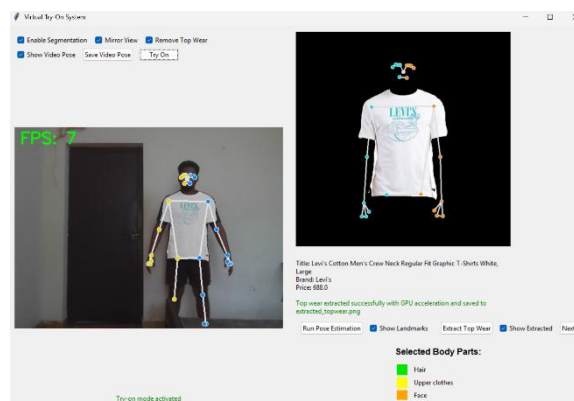 Virtual Try-On System
Enable Segmentation Mirror View Remove Top Wear
Show Video Pose Save Video Pose Try On
FPS: 7
LEVI'S
LEVI'S
Title: Levi's Cotton Men's Crew Neck Regular Fit Graphic T-Shirts White,
Large
Brand: Levi's
Price: 688.0
Top wear extracted successfully with GPU acceleration and saved to
extracted_topwear.png
Run Pose Estimation Show Landmarks Extract Top Wear Show Extracted Next
Selected Body Parts:
Hair
Upper clothes
Face
Try-on mode activated